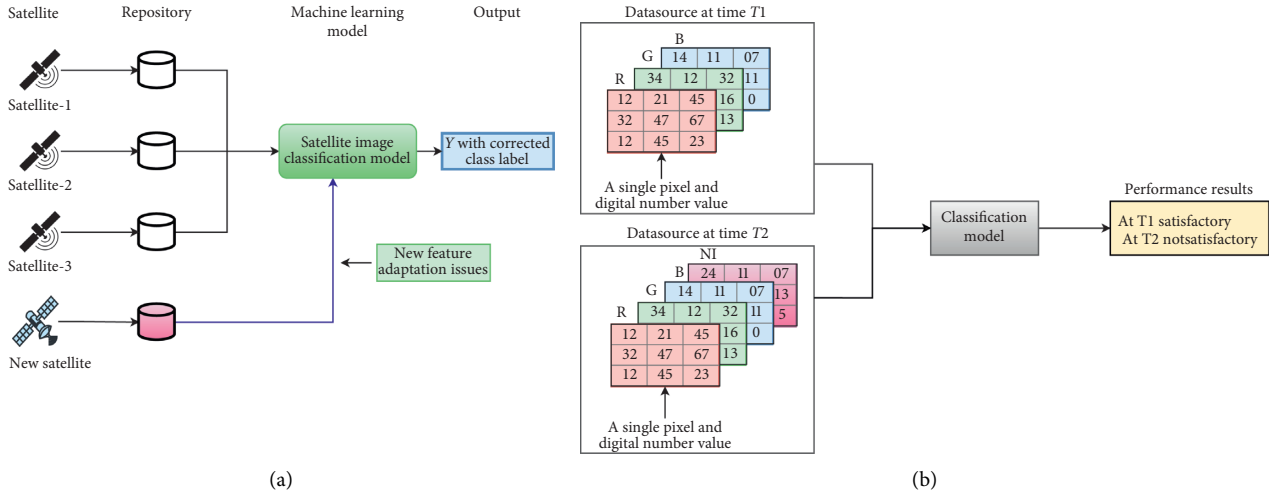 Satellite
Repository
Machine learning
model
Output
Satellite-1
Satellite-2
Satellite-3
New satellite
Satellite image
classification model
Y with corrected
class label
New feature
adaptation issues
(a)
Datasource at time T1
B
G
R
14 11 07
34 12 32 11
12 21 45 16 0
32 47 67 13
12 45 23
A single pixel and
digital number value
Datasource at time T2
NI
B
G
R
24 11 07
14 11 07 13
34 12 32 11 5
12 21 45 16 0
32 47 67 13
12 45 23
A single pixel and
digital number value
Classification
model
Performance results
At T1 satisfactory
At T2 notsatisfactory
(b)